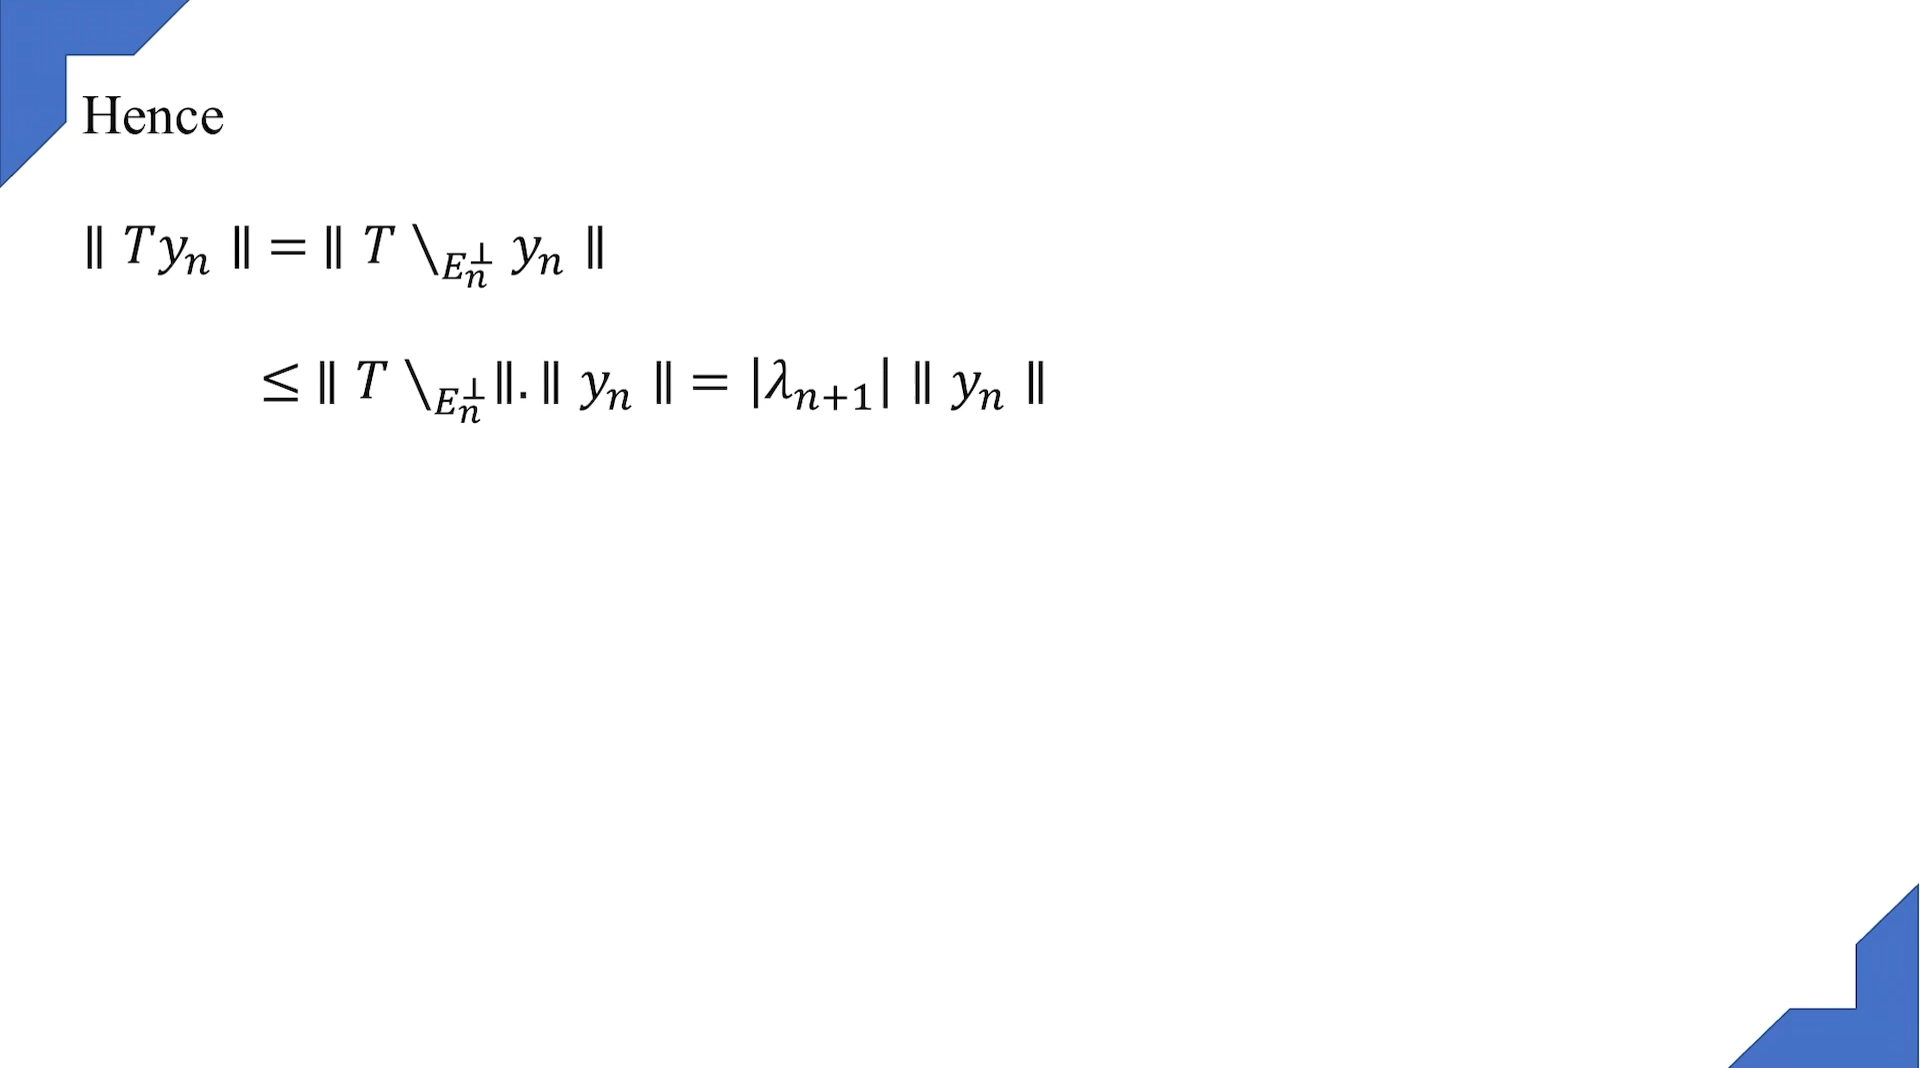 Hence
‖ Ty_n ‖ = ‖ T \_{E_n^⊥} y_n ‖
≤ ‖ T \_{E_n^⊥} ‖. ‖ y_n ‖ = |λ_{n+1}| ‖ y_n ‖